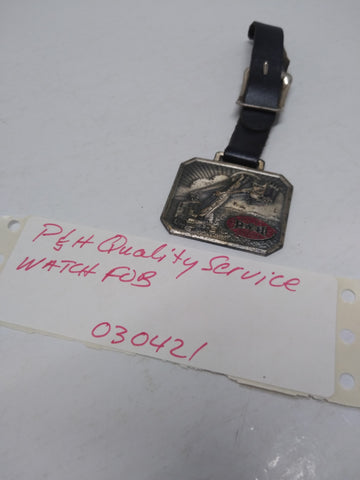 P&H
P&H Quality Service
WATCH FOB
030421